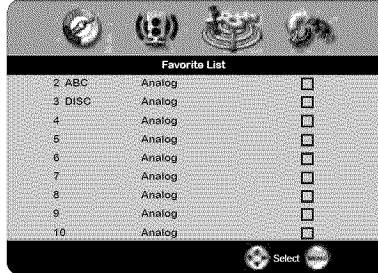 Favorite List
2 ABC Analog
3 DISC Analog
4 Analog
5 Analog
6 Analog
7 Analog
8 Analog
9 Analog
10 Analog
Select MENU